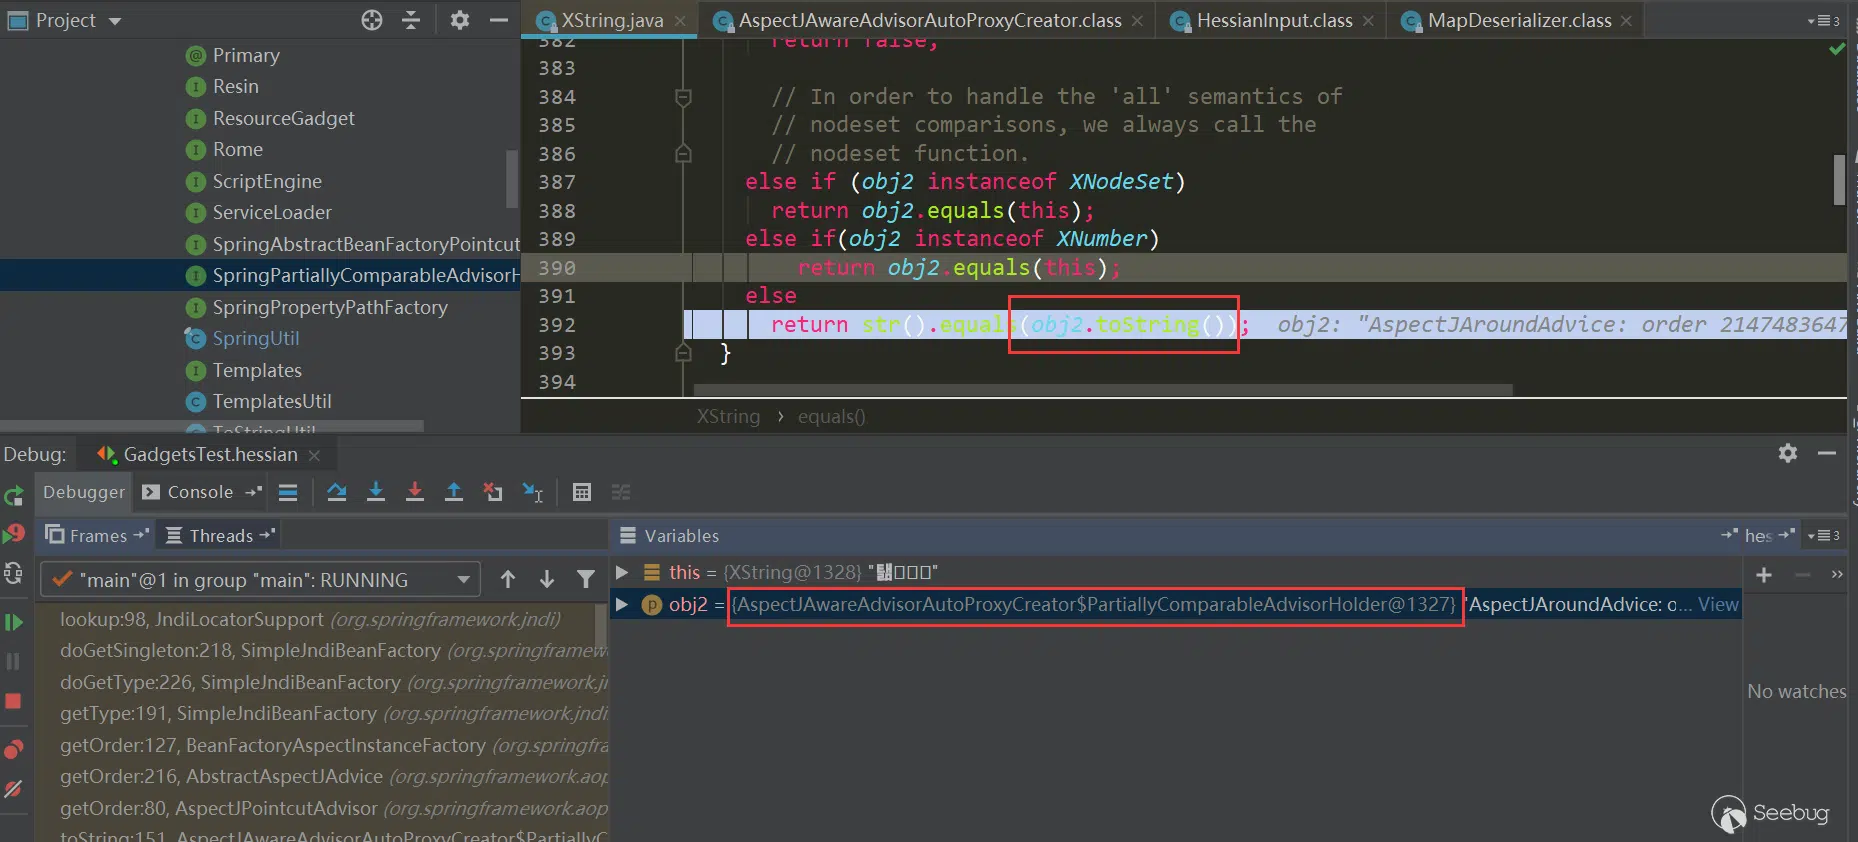 Project
XString.java
AspectJAwareAdvisorAutoProxyCreator.class
HessianInput.class
MapDeserializer.class
3
Primary
Resin
ResourceGadget
Rome
ScriptEngine
ServiceLoader
SpringAbstractBeanFactoryPointcut
SpringPartiallyComparableAdvisorH
SpringPropertyPathFactory
SpringUtil
Templates
TemplatesUtil
ToStringUtil
382 return false;
383
384 // In order to handle the 'all' semantics of
385 // nodeset comparisons, we always call the
386 // nodeset function.
387 else if (obj2 instanceof XNodeSet)
388 return obj2.equals(this);
389 else if(obj2 instanceof XNumber)
390 return obj2.equals(this);
391 else
392 return str().equals(obj2.toString()); obj2: "AspectJAroundAdvice: order 2147483647
393 }
394
XString › equals()
Debug: GadgetsTest.hessian
Debugger Console
Frames Threads
"main"@1 in group "main": RUNNING
lookup:98, JndiLocatorSupport (org.springframework.jndi)
doGetSingleton:218, SimpleJndiBeanFactory (org.springframew
doGetType:226, SimpleJndiBeanFactory (org.springframework.ji
getType:191, SimpleJndiBeanFactory (org.springframework.jndi
getOrder:127, BeanFactoryAspectInstanceFactory (org.springfra
getOrder:216, AbstractAspectJAdvice (org.springframework.aop
getOrder:80, AspectJPointcutAdvisor (org.springframework.aop
toString:151, AspectJAwareAdvisorAutoProxyCreator$PartiallyC
Variables
hes
3
this = {XString@1328}
obj2 = {AspectJAwareAdvisorAutoProxyCreator$PartiallyComparableAdvisorHolder@1327} "AspectJAroundAdvice: o... View
No watches
Seebug